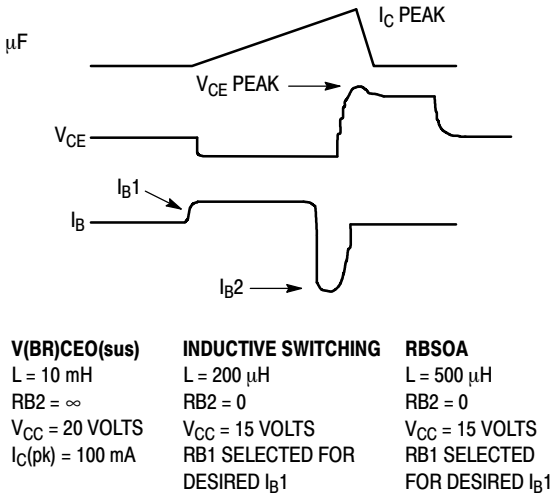 I_C PEAK
μF
V_CE PEAK
V_CE
I_B1
I_B
I_B2
V(BR)CEO(sus) INDUCTIVE SWITCHING RBSOA
L = 10 mH L = 200 μH L = 500 μH
RB2 = ∞ RB2 = 0 RB2 = 0
V_CC = 20 VOLTS V_CC = 15 VOLTS V_CC = 15 VOLTS
I_C(pk) = 100 mA RB1 SELECTED FOR RB1 SELECTED
DESIRED I_B1 FOR DESIRED I_B1